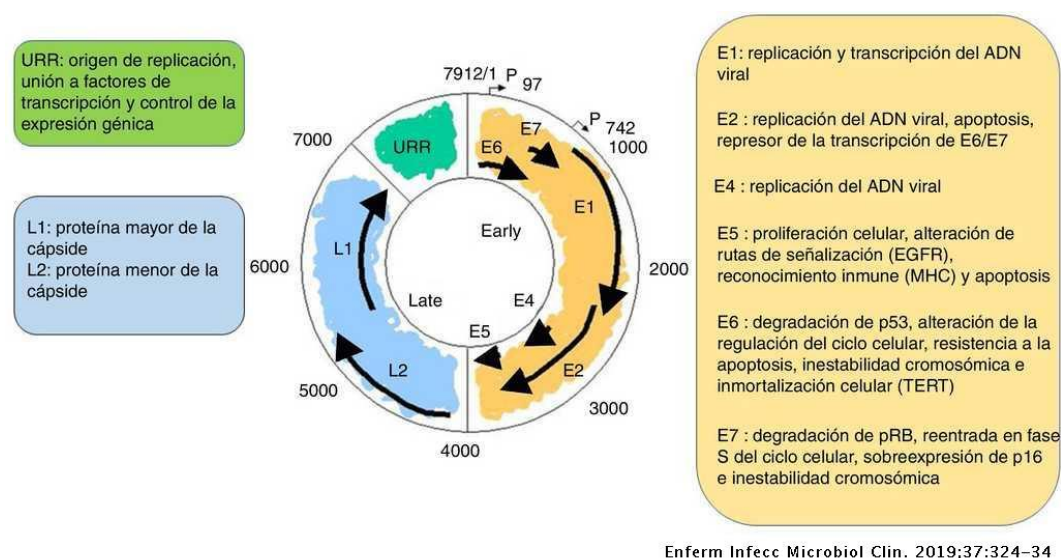 URR: origen de replicación,
unión a factores de
transcripción y control de la
expresión génica
L1: proteína mayor de la
cápside
L2: proteína menor de la
cápside
7912/1
P 97
P 742
1000
2000
3000
4000
5000
6000
7000
URR
E6
E7
E1
Early
E4
E5
E2
Late
L1
L2
E1: replicación y transcripción del ADN
viral
E2 : replicación del ADN viral, apoptosis,
represor de la transcripción de E6/E7
E4 : replicación del ADN viral
E5 : proliferación celular, alteración de
rutas de señalización (EGFR),
reconocimiento inmune (MHC) y apoptosis
E6 : degradación de p53, alteración de la
regulación del ciclo celular, resistencia a la
apoptosis, inestabilidad cromosómica e
inmortalización celular (TERT)
E7 : degradación de pRB, reentrada en fase
S del ciclo celular, sobreexpresión de p16
e inestabilidad cromosómica
Enferm Infecc Microbiol Clin. 2019;37:324–34